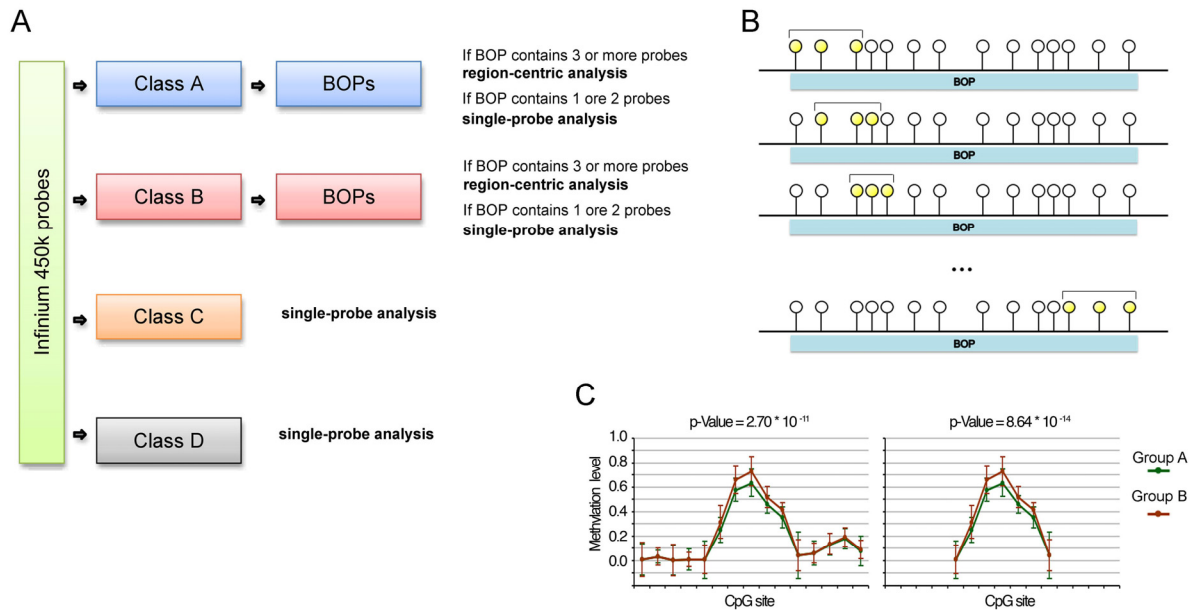 A
Infinium 450k probes
Class A
BOPs
If BOP contains 3 or more probes
region-centric analysis
If BOP contains 1 ore 2 probes
single-probe analysis
Class B
BOPs
If BOP contains 3 or more probes
region-centric analysis
If BOP contains 1 ore 2 probes
single-probe analysis
Class C
single-probe analysis
Class D
single-probe analysis
B
BOP
BOP
BOP
...
BOP
C
p-Value = 2.70 * 10 -11
p-Value = 8.64 * 10 -14
Methylation level
1.0
0.8
0.6
0.4
0.2
0.0
CpG site
CpG site
Group A
Group B